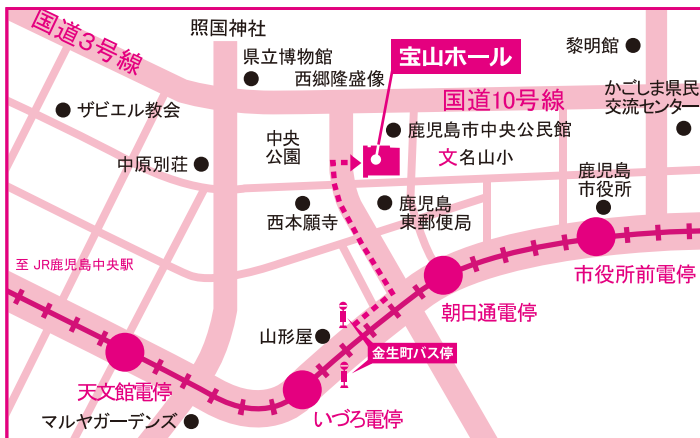 照国神社
国道3号線
県立博物館
西郷隆盛像
宝山ホール
黎明館
かごしま県民
交流センター
国道10号線
ザビエル教会
中央
公園
鹿児島市中央公民館
文名山小
中原別荘
鹿児島
市役所
西本願寺
鹿児島
東郵便局
至 JR鹿児島中央駅
市役所前電停
朝日通電停
山形屋
金生町バス停
天文館電停
いづろ電停
マルヤガーデンズ